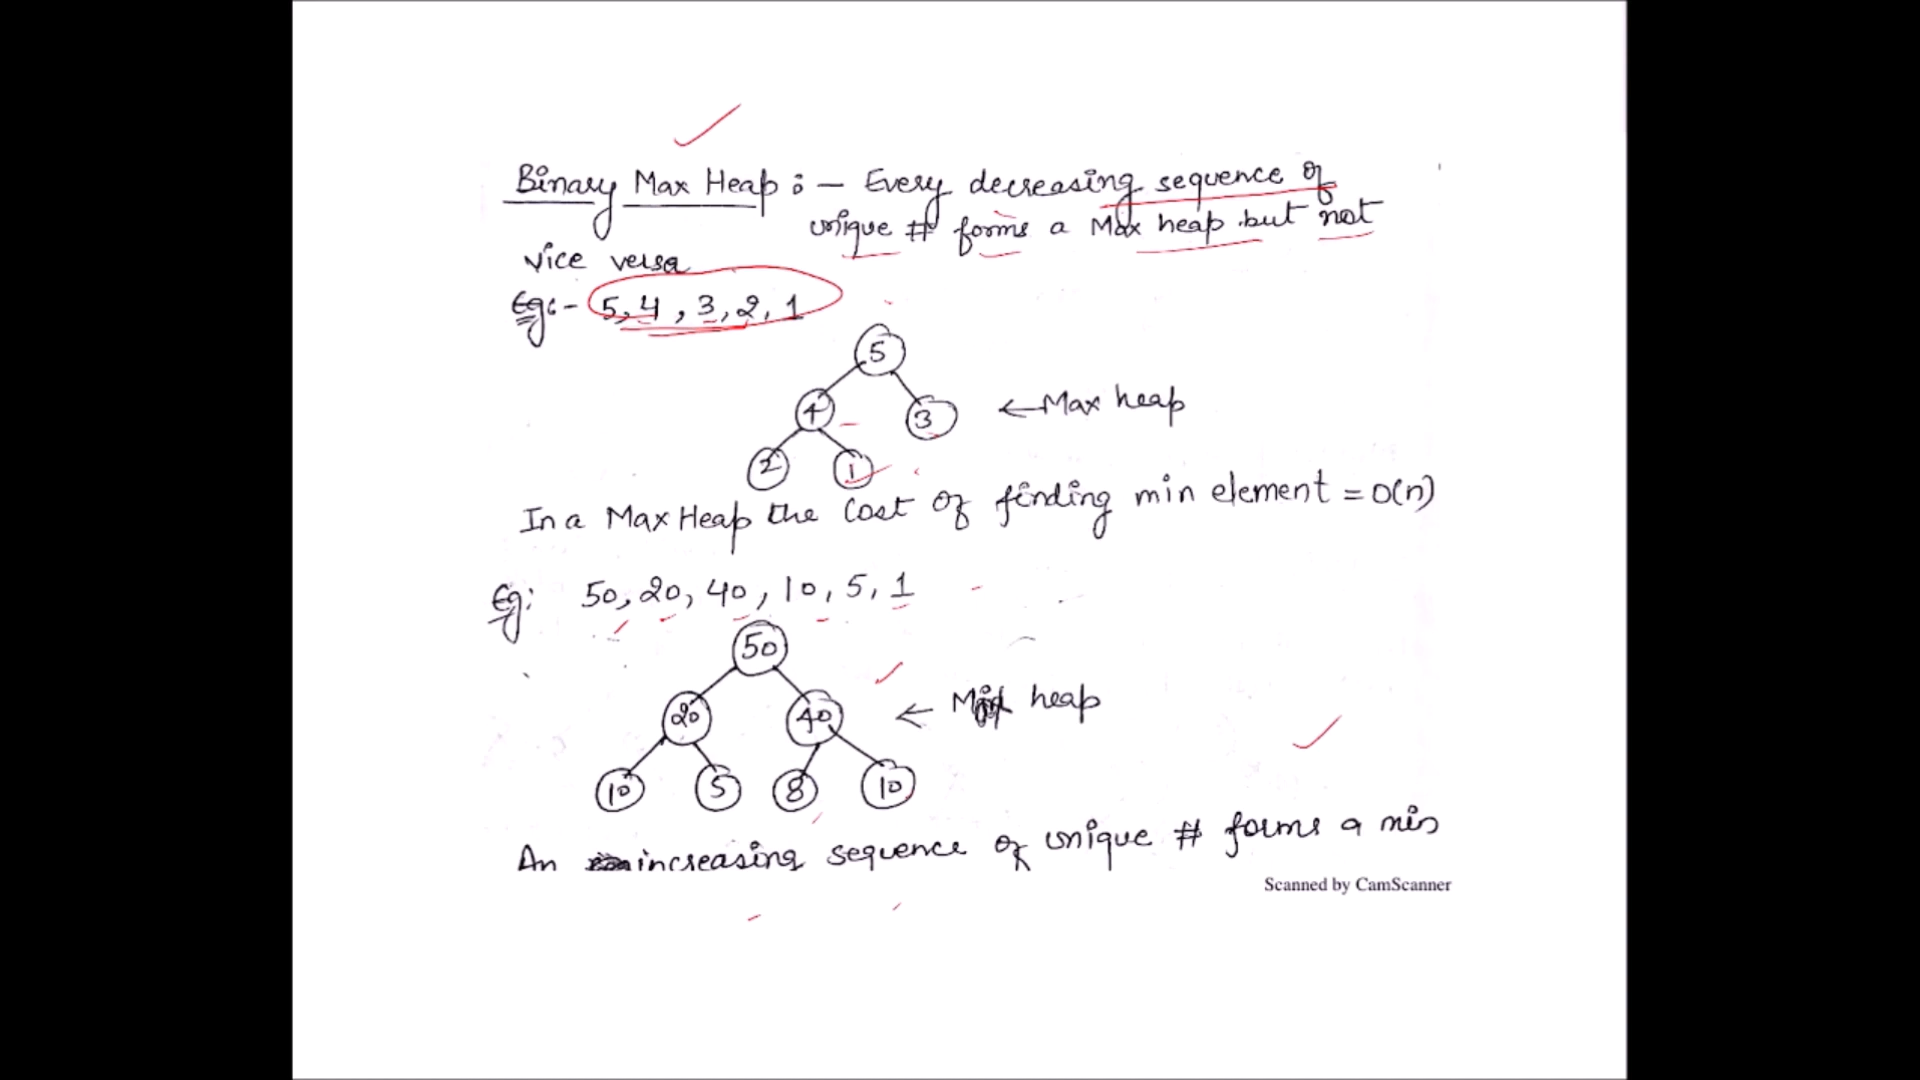 Binary Max Heap :- Every decreasing sequence of
unique # forms a Max heap but not
vice versa
Eg:- 5, 4, 3, 2, 1
5
4 3 ← Max heap
2 1
In a Max Heap the cost of finding min element = O(n)
Eg: 50, 20, 40, 10, 5, 1
50
20 40 ← heap
10 5 8 10
An increasing sequence of unique # forms a min
Scanned by CamScanner